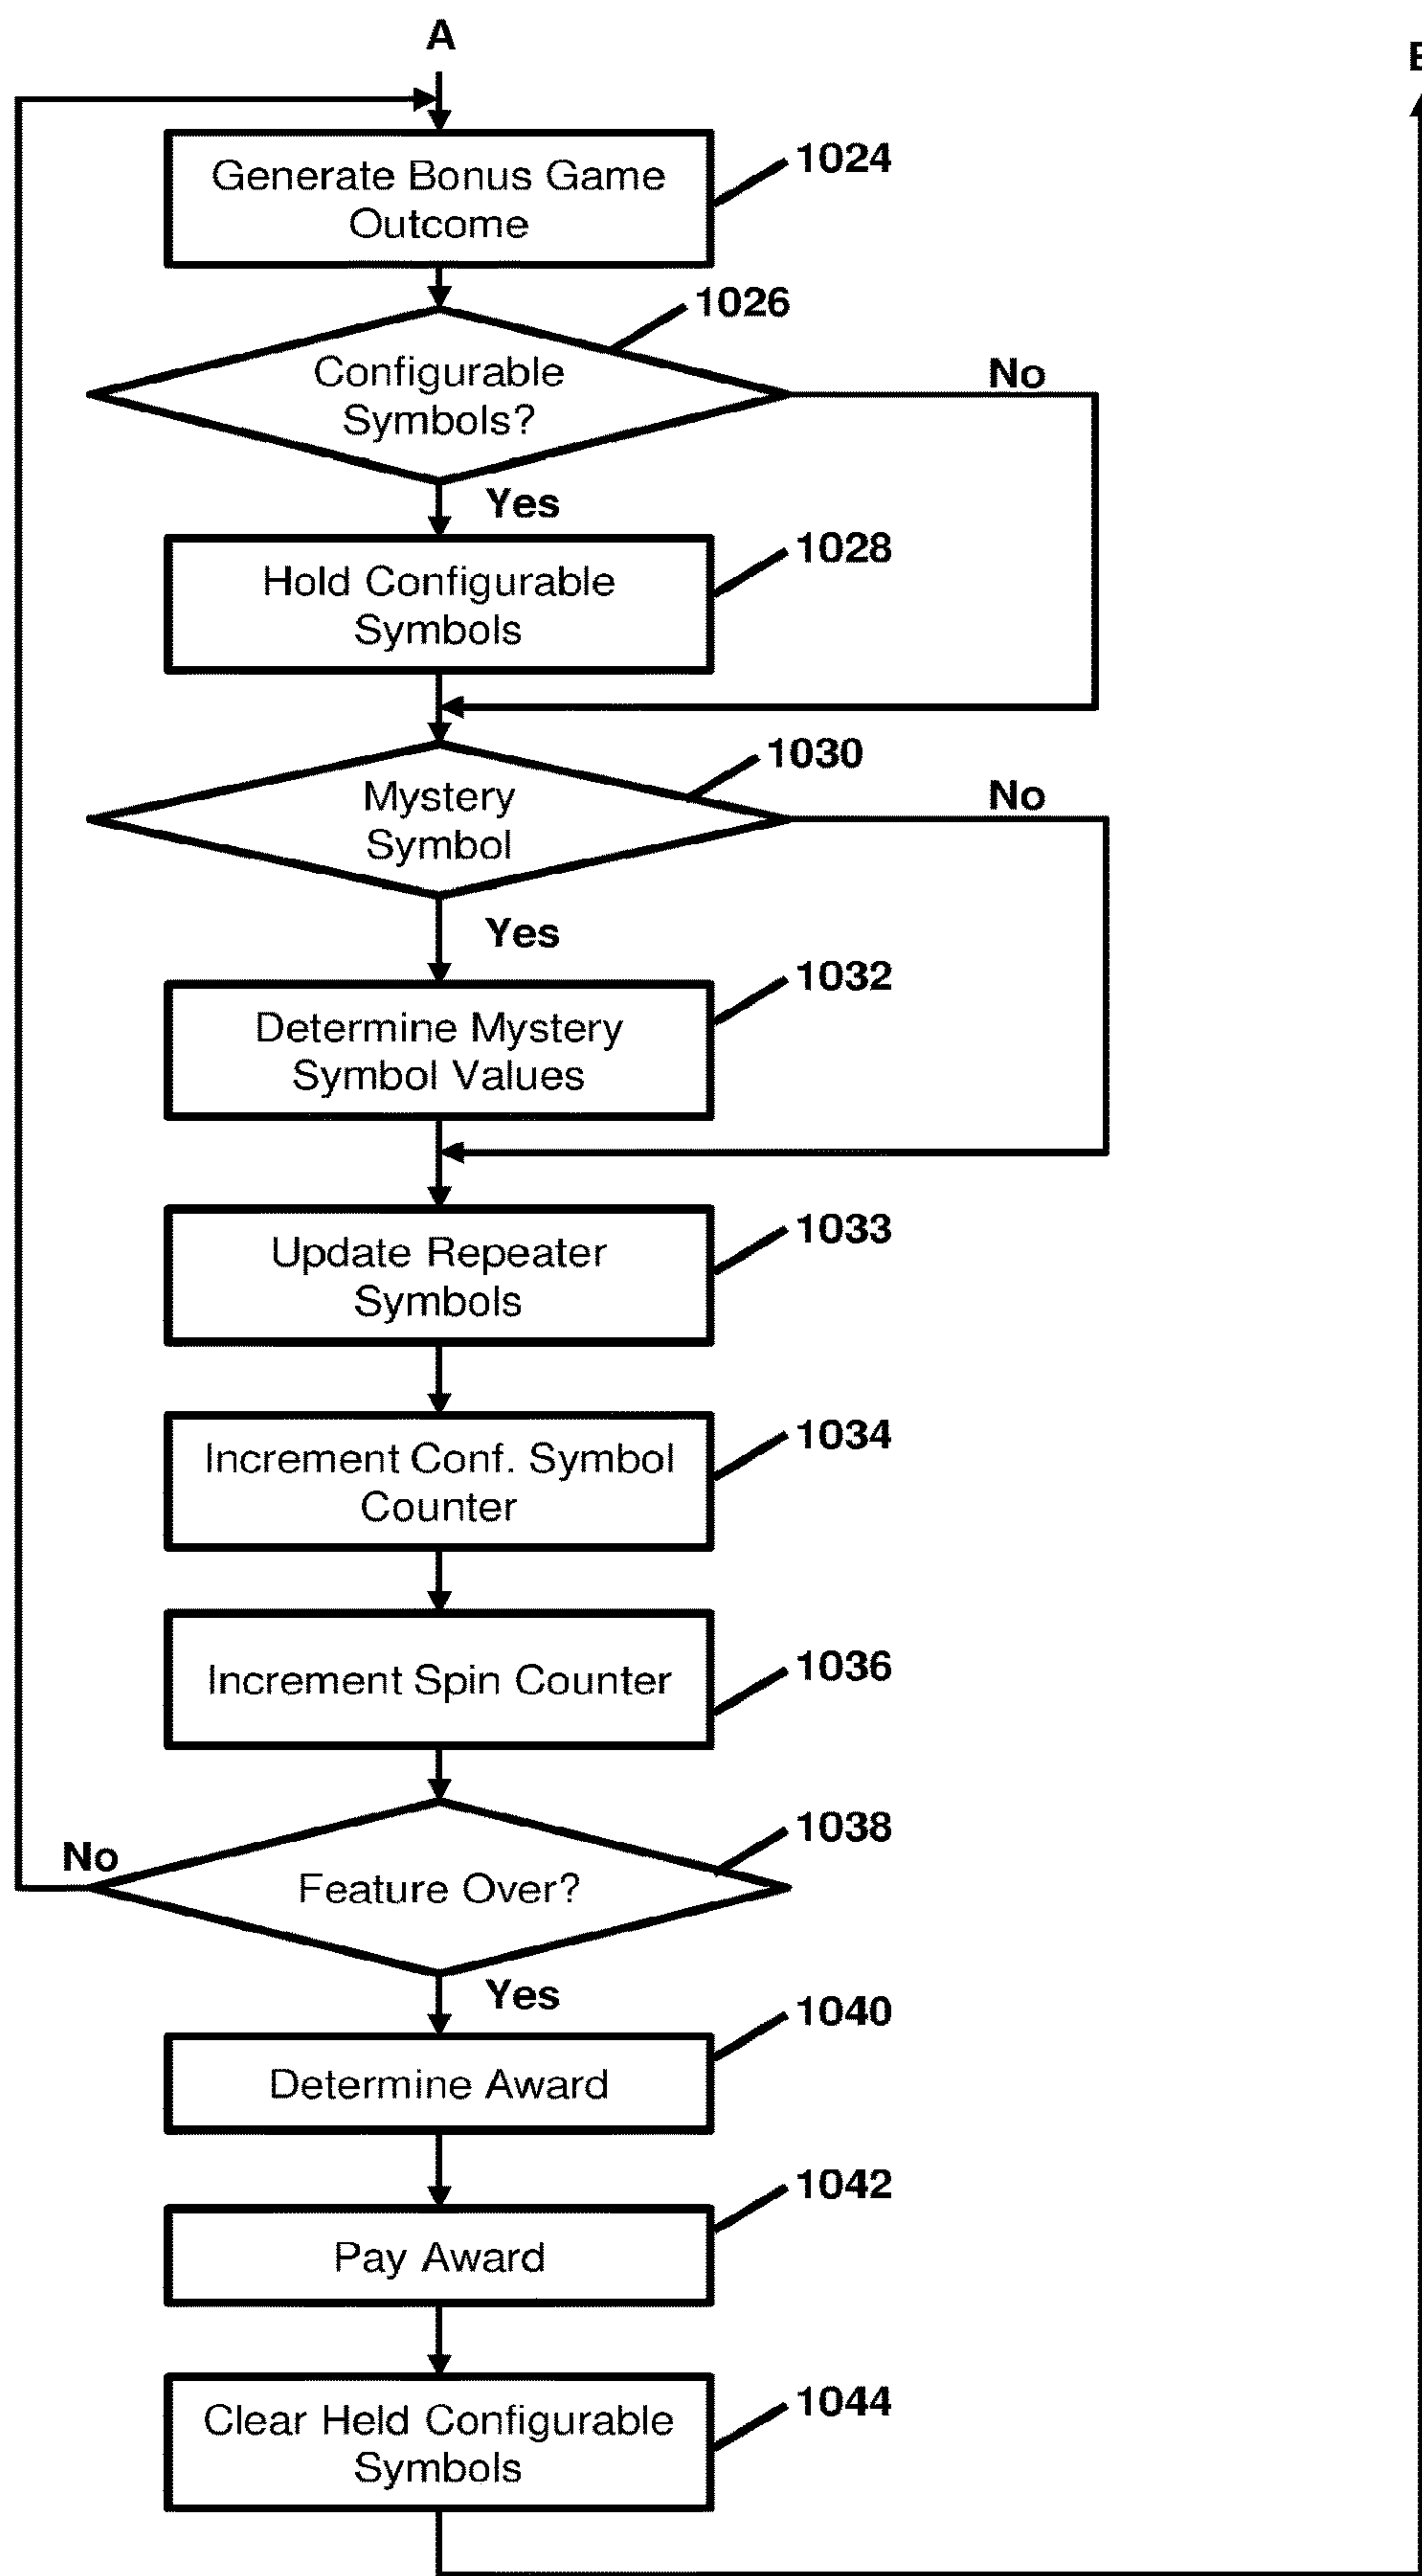 A
Generate Bonus Game
Outcome
1024
1026
Configurable
Symbols?
No
Yes
Hold Configurable
Symbols
1028
1030
Mystery
Symbol
No
Yes
Determine Mystery
Symbol Values
1032
Update Repeater
Symbols
1033
Increment Conf. Symbol
Counter
1034
Increment Spin Counter
1036
1038
No
Feature Over?
Yes
Determine Award
1040
Pay Award
1042
Clear Held Configurable
Symbols
1044